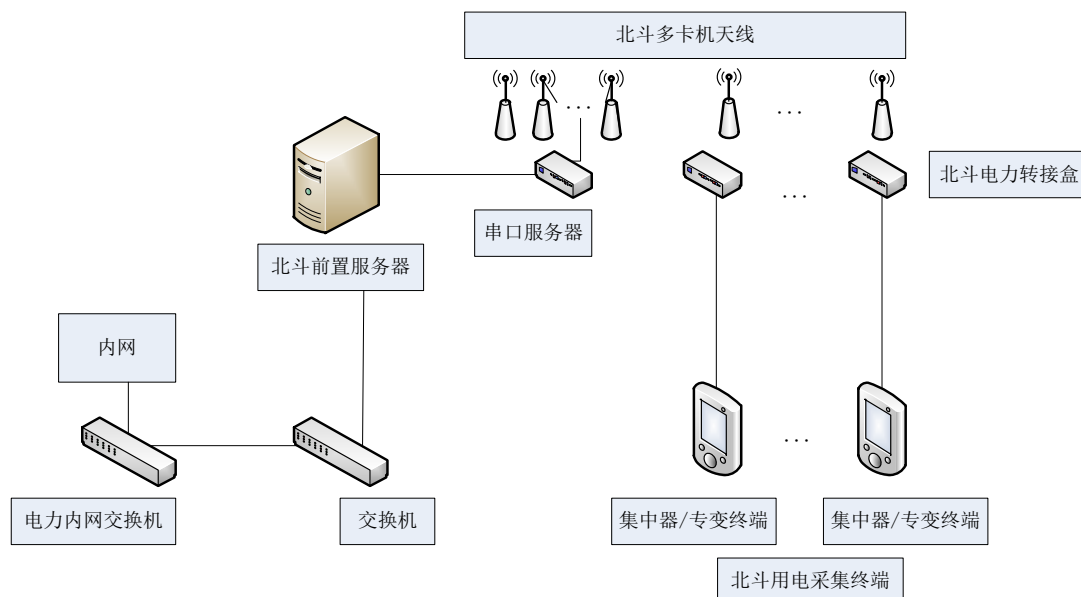 北斗多卡机天线
...
...
北斗电力转接盒
...
串口服务器
北斗前置服务器
内网
...
电力内网交换机
交换机
集中器/专变终端
集中器/专变终端
北斗用电采集终端